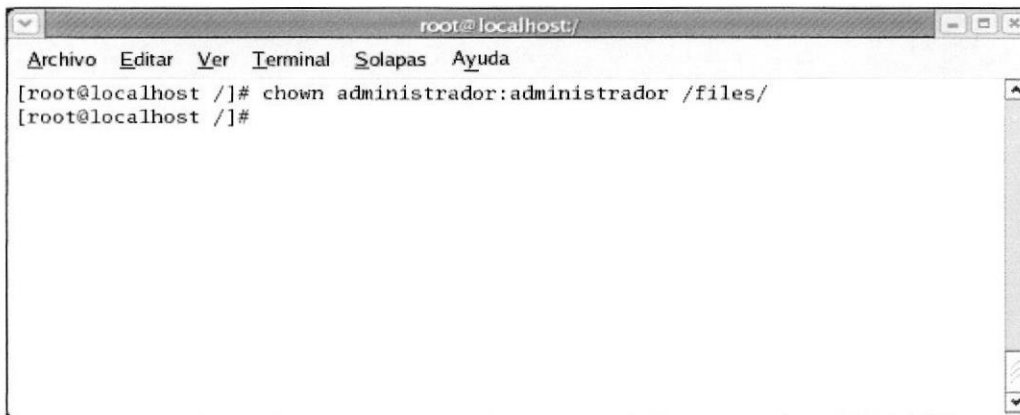 root@localhost:/
Archivo Editar Ver Terminal Solapas Ayuda
[root@localhost /]# chown administrador:administrador /files/
[root@localhost /]#